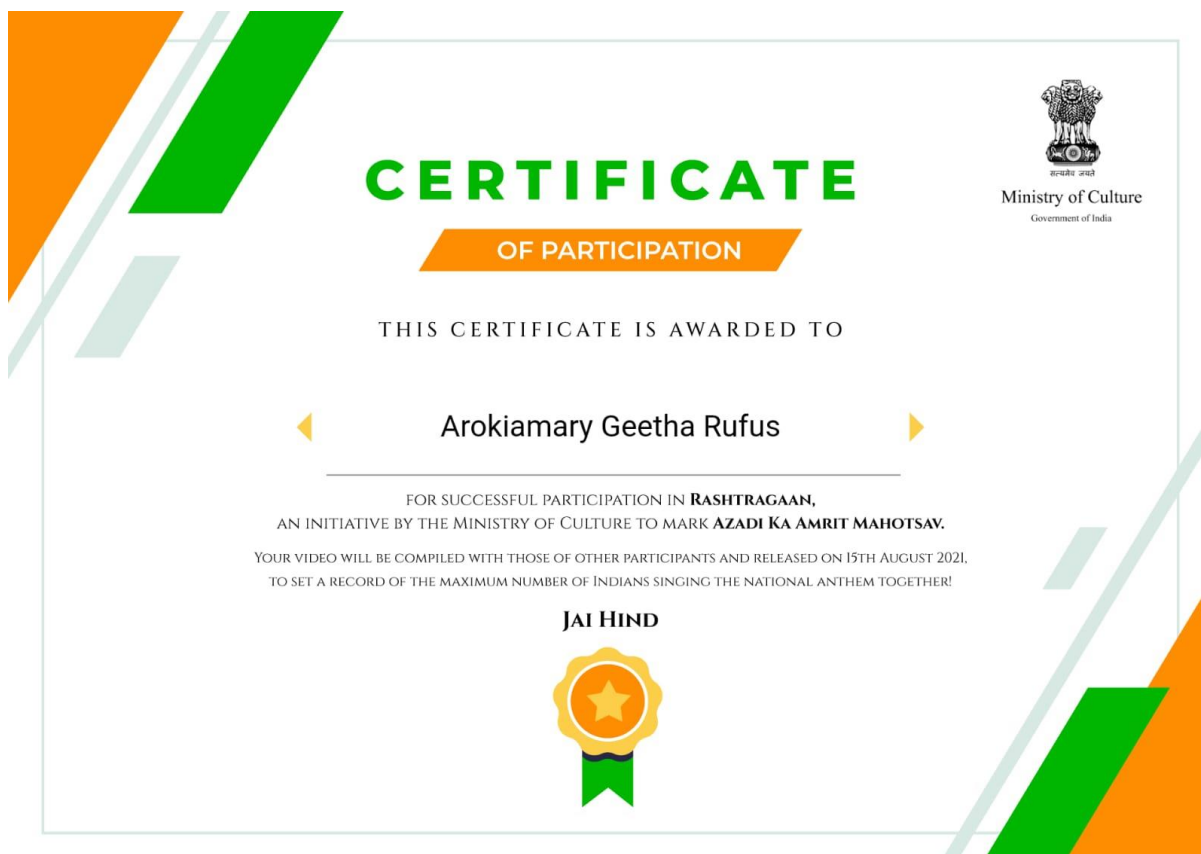 CERTIFICATE
OF PARTICIPATION
सत्यमेव जयते
Ministry of Culture
Government of India
THIS CERTIFICATE IS AWARDED TO
Arokiamary Geetha Rufus
FOR SUCCESSFUL PARTICIPATION IN RASHTRAGAAN,
AN INITIATIVE BY THE MINISTRY OF CULTURE TO MARK AZADI KA AMRIT MAHOTSAV.
YOUR VIDEO WILL BE COMPILED WITH THOSE OF OTHER PARTICIPANTS AND RELEASED ON 15TH AUGUST 2021,
TO SET A RECORD OF THE MAXIMUM NUMBER OF INDIANS SINGING THE NATIONAL ANTHEM TOGETHER!
JAI HIND